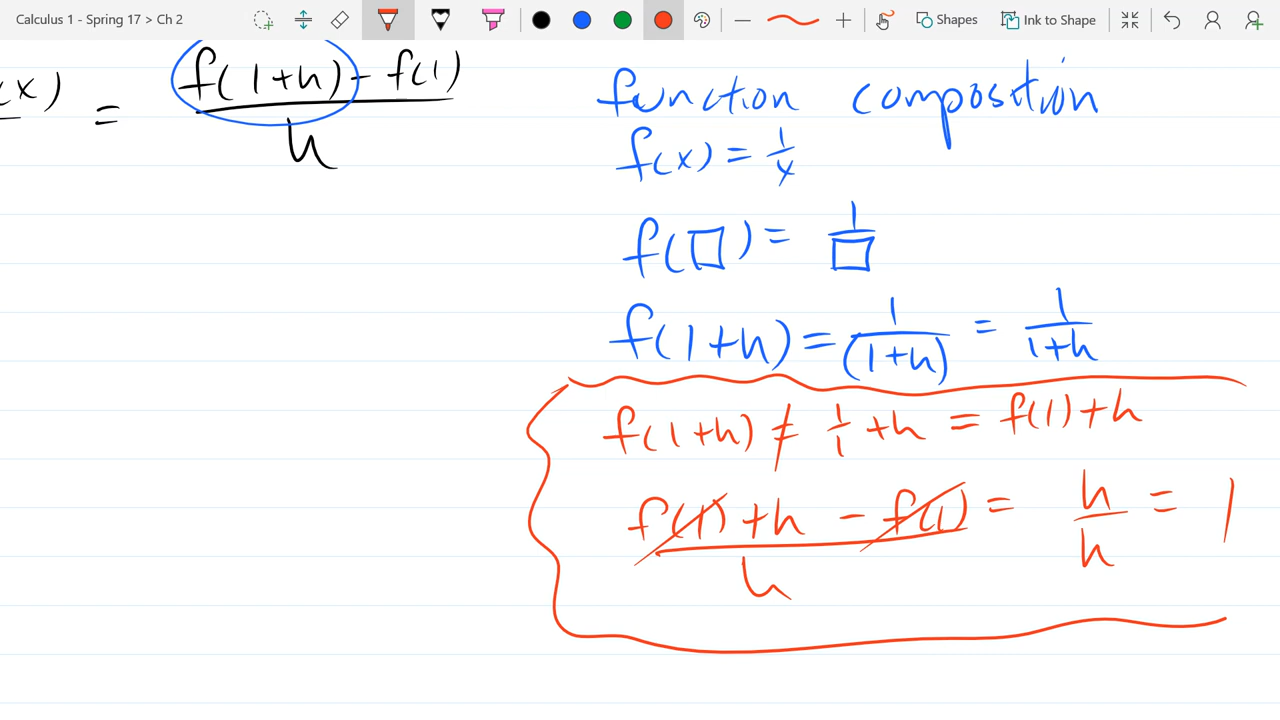 Calculus 1 - Spring 17 > Ch 2
Shapes
Ink to Shape
(x) = (f(1+h) - f(1))/h
function composition
f(x) = 1/x
f(□) = 1/□
f(1+h) = 1/(1+h) = 1/1+h
f(1+h) ≠ 1/1 + h = f(1) + h
f(1) + h - f(1) / h = h/h = 1